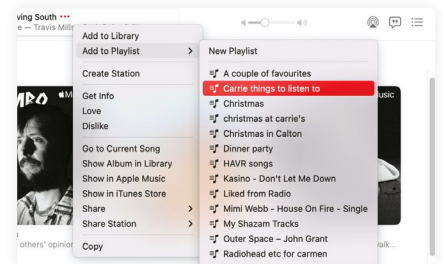 ving South •••
e — Travis Mills
Add to Library
Add to Playlist
Create Station
Get Info
Love
Dislike
Go to Current Song
Show Album in Library
Show in Apple Music
Show in iTunes Store
Share
Share Station
Copy
New Playlist
A couple of favourites
Carrie things to listen to
Christmas
christmas at carrie's
Christmas in Calton
Dinner party
HAVR songs
Kasino - Don't Let Me Down
Liked from Radio
Mimi Webb - House On Fire - Single
My Shazam Tracks
Outer Space – John Grant
Radiohead etc for carmen
MBO
M
usic
others' opinior
valk...